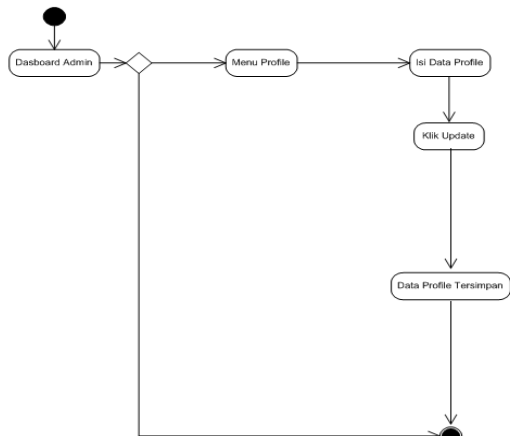 Dasboard Admin
Menu Profile
Isi Data Profile
Klik Update
Data Profile Tersimpan